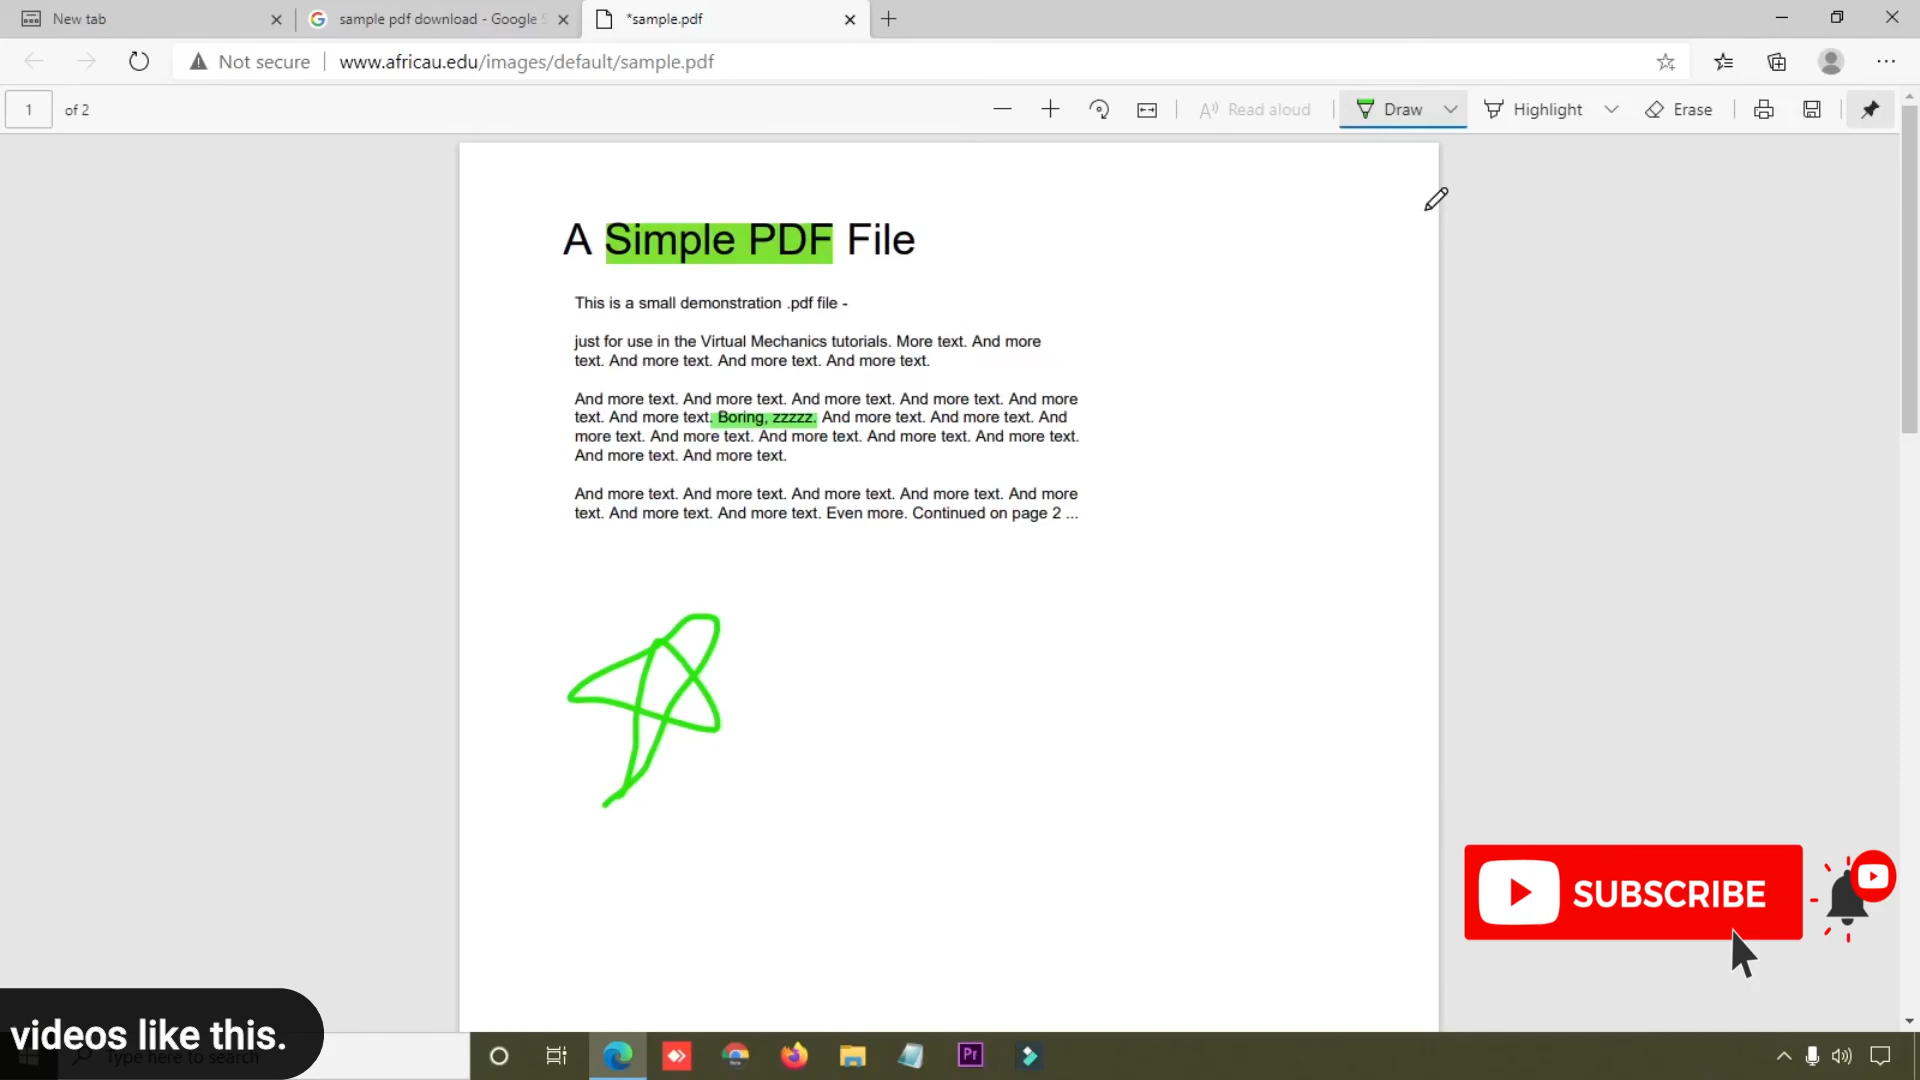 New tab
sample pdf download - Google S
*sample.pdf
Not secure
www.africau.edu/images/default/sample.pdf
1 of 2
Read aloud
Draw
Highlight
Erase
A Simple PDF File
This is a small demonstration .pdf file -
just for use in the Virtual Mechanics tutorials. More text. And more
text. And more text. And more text. And more text.
And more text. And more text. And more text. And more text. And more
text. And more text. Boring, zzzzz. And more text. And more text. And
more text. And more text. And more text. And more text. And more text.
And more text. And more text.
And more text. And more text. And more text. And more text. And more
text. And more text. And more text. Even more. Continued on page 2 ...
SUBSCRIBE
videos like this.
Type here to search
Pr